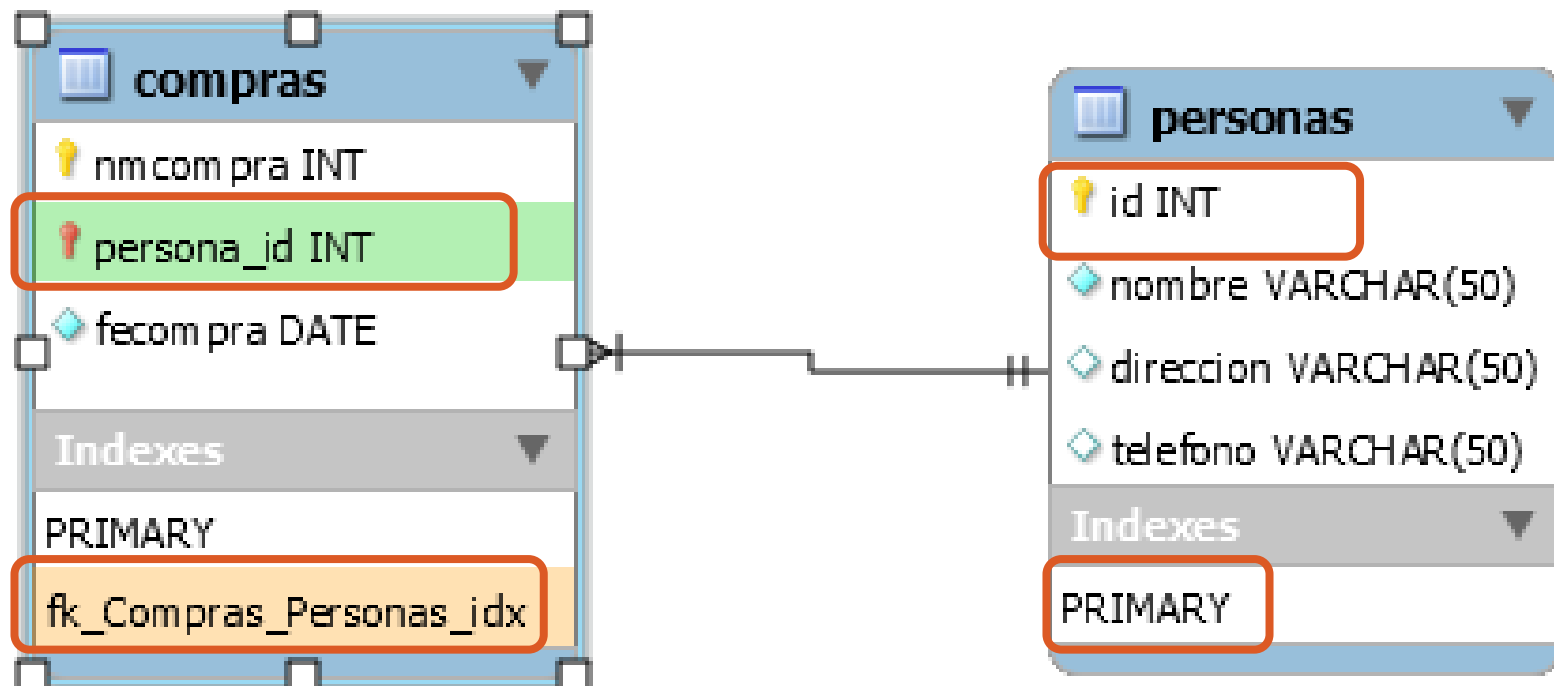 compras
nmcompra INT
persona_id INT
fecompra DATE
Indexes
PRIMARY
fk_Compras_Personas_idx
personas
id INT
nombre VARCHAR(50)
direccion VARCHAR(50)
telefono VARCHAR(50)
Indexes
PRIMARY